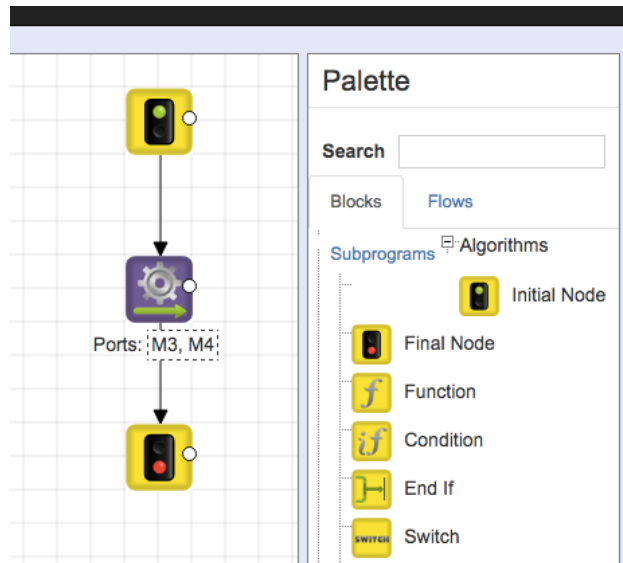 Palette
Search
Blocks Flows
Subprograms Algorithms
Initial Node
Ports: M3, M4
Final Node
f Function
if Condition
End If
SWITCH Switch